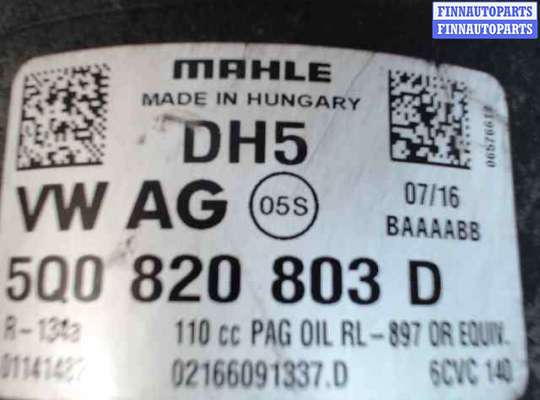 FINNAUTOPARTS
FINNAUTOPARTS
MAHLE
MADE IN HUNGARY
DH5
VW AG 05S
07/16
BAAAABB
5Q0 820 803 D
R-134a 110 cc PAG OIL RL-897 OR EQUIV.
02166091337.D 6CVC 140